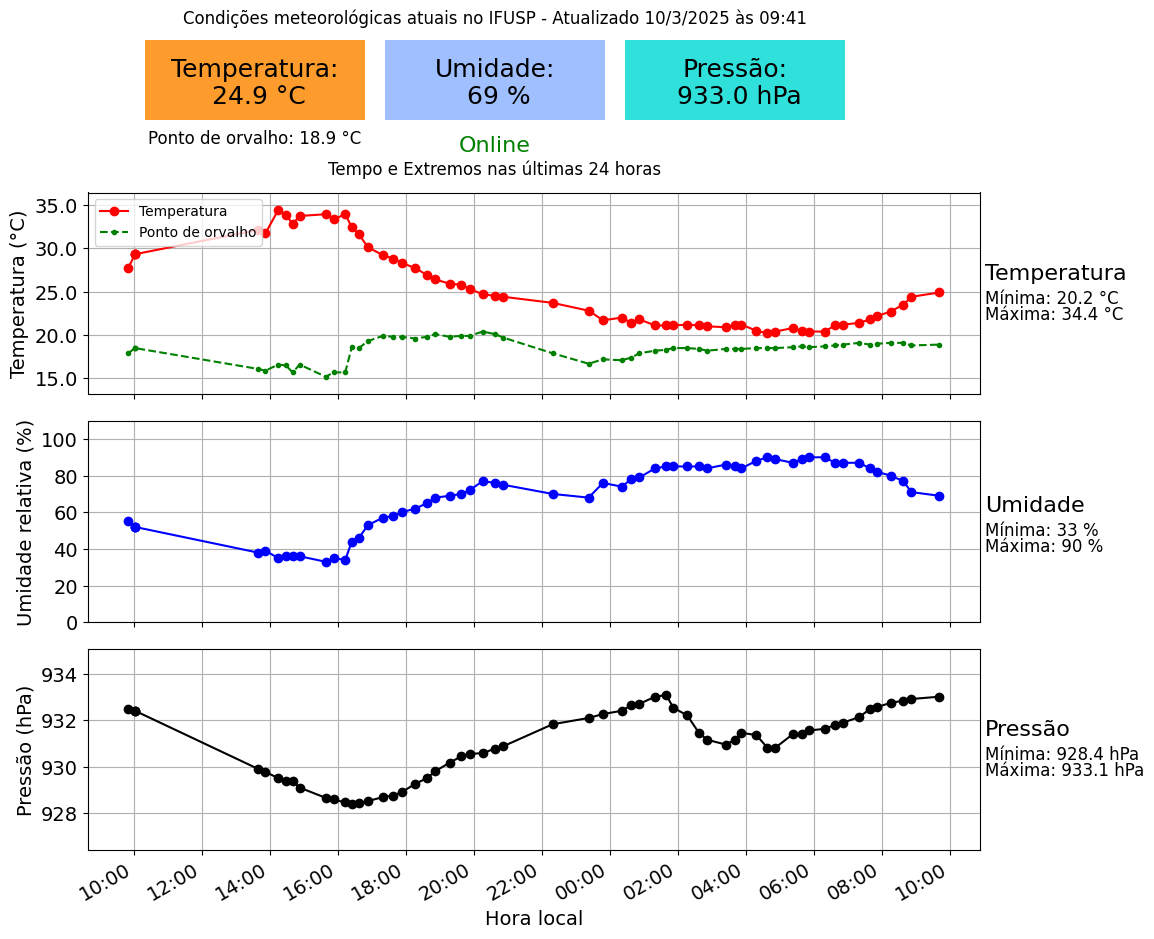 Condições meteorológicas atuais no IFUSP - Atualizado 10/3/2025 às 09:41
Temperatura:
24.9 °C
Umidade:
69 %
Pressão:
933.0 hPa
Ponto de orvalho: 18.9 °C
Online
Tempo e Extremos nas últimas 24 horas
Temperatura (°C)
35.0
30.0
25.0
20.0
15.0
Temperatura
Ponto de orvalho
Temperatura
Mínima: 20.2 °C
Máxima: 34.4 °C
Umidade relativa (%)
100
80
60
40
20
0
Umidade
Mínima: 33 %
Máxima: 90 %
Pressão (hPa)
934
932
930
928
Pressão
Mínima: 928.4 hPa
Máxima: 933.1 hPa
10:00 12:00 14:00 16:00 18:00 20:00 22:00 00:00 02:00 04:00 06:00 08:00 10:00
Hora local